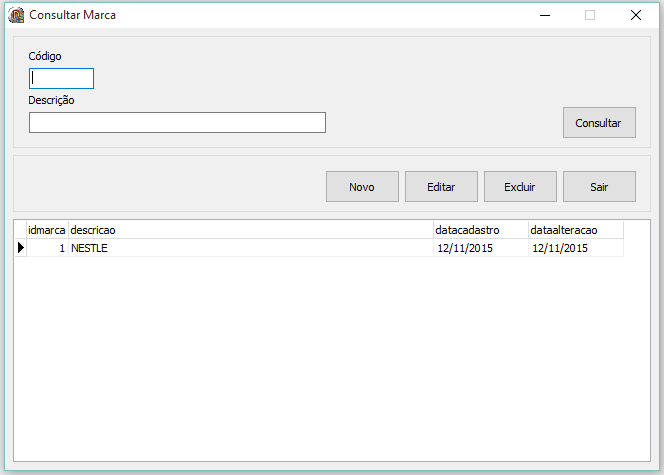 Consultar Marca
Código
Descrição
Consultar
Novo Editar Excluir Sair
idmarca descricao datacadastro dataalteracao
1 NESTLE 12/11/2015 12/11/2015